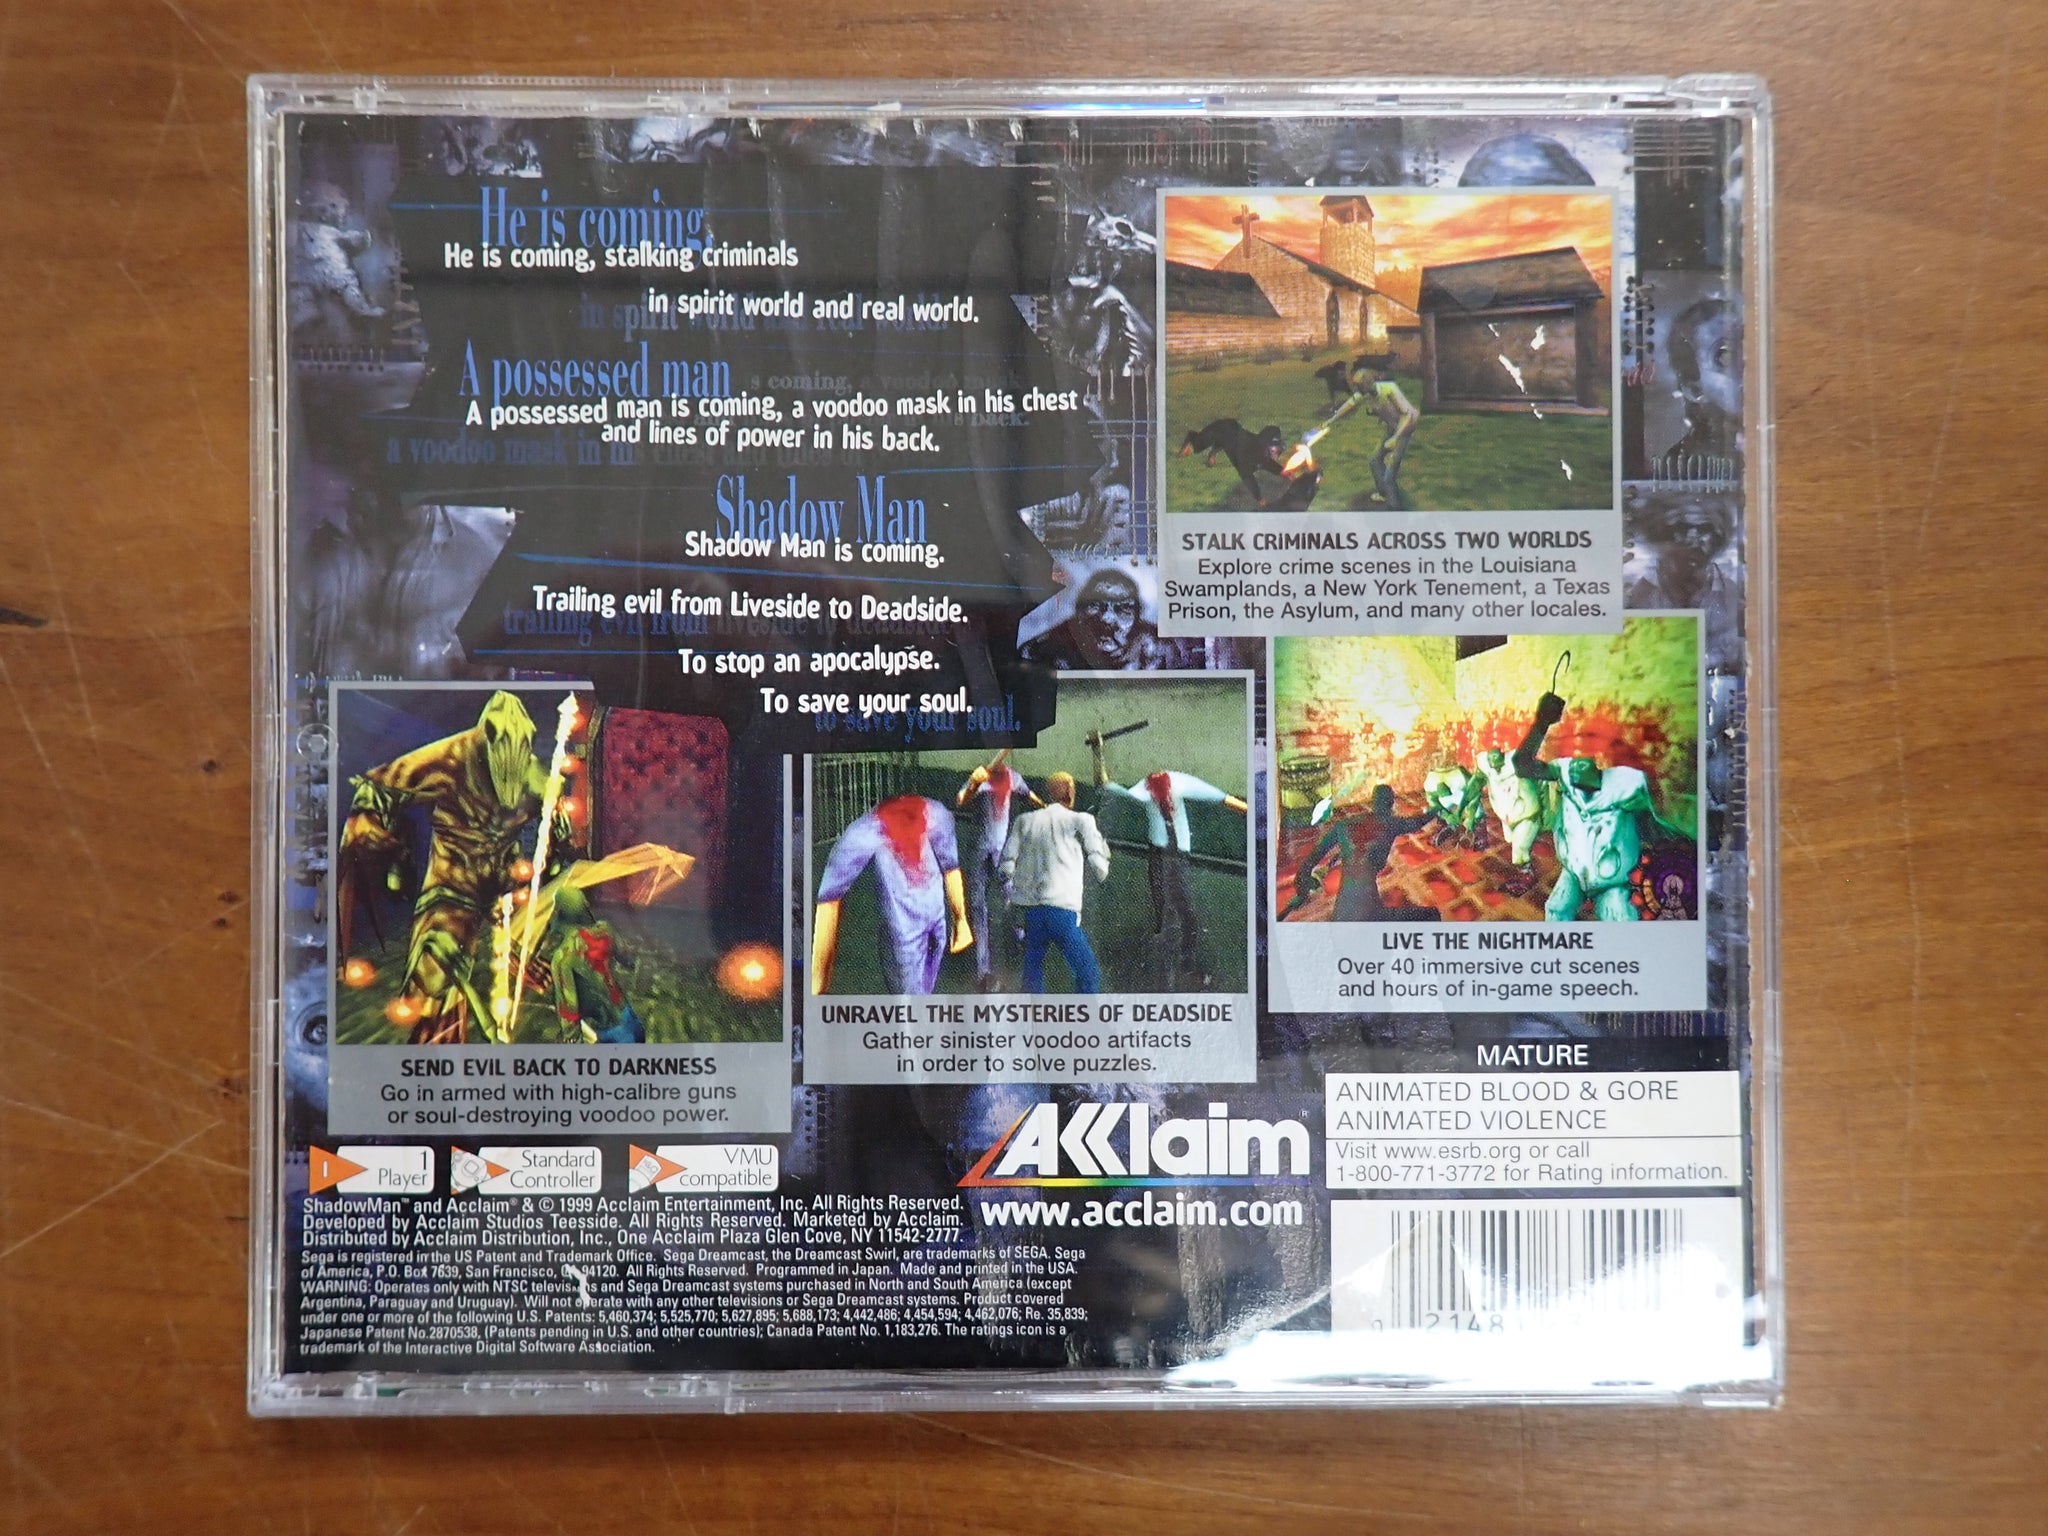 He is coming,
He is coming, stalking criminals
in spirit world and real world.
A possessed man
A possessed man is coming, a voodoo mask in his chest
and lines of power in his back.
Shadow Man
Shadow Man is coming.
Trailing evil from Liveside to Deadside.
To stop an apocalypse.
To save your soul.
STALK CRIMINALS ACROSS TWO WORLDS
Explore crime scenes in the Louisiana
Swamplands, a New York Tenement, a Texas
Prison, the Asylum, and many other locales.
LIVE THE NIGHTMARE
Over 40 immersive cut scenes
and hours of in-game speech.
UNRAVEL THE MYSTERIES OF DEADSIDE
Gather sinister voodoo artifacts
in order to solve puzzles.
SEND EVIL BACK TO DARKNESS
Go in armed with high-calibre guns
or soul-destroying voodoo power.
MATURE
ANIMATED BLOOD & GORE
ANIMATED VIOLENCE
Visit www.esrb.org or call
1-800-771-3772 for Rating information.
1
Player
Standard
Controller
VMU
compatible
AKKlaim®
www.acclaim.com
ShadowMan™ and Acclaim® & © 1999 Acclaim Entertainment, Inc. All Rights Reserved.
Developed by Acclaim Studios Teesside. All Rights Reserved. Marketed by Acclaim.
Distributed by Acclaim Distribution, Inc., One Acclaim Plaza Glen Cove, NY 11542-2777.
Sega is registered in the US Patent and Trademark Office. Sega Dreamcast, the Dreamcast Swirl, are trademarks of SEGA. Sega
of America, P.O. Box 7639, San Francisco, CA 94120. All Rights Reserved. Programmed in Japan. Made and printed in the USA.
WARNING: Operates only with NTSC televisions and Sega Dreamcast systems purchased in North and South America (except
Argentina, Paraguay and Uruguay). Will not operate with any other televisions or Sega Dreamcast systems. Product covered
under one or more of the following U.S. Patents: 5,460,374; 5,525,770; 5,627,895; 5,688,173; 4,442,486; 4,454,594; 4,462,076; Re. 35,839;
Japanese Patent No.2870538, (Patents pending in U.S. and other countries); Canada Patent No. 1,183,276. The ratings icon is a
trademark of the Interactive Digital Software Association.
0 21481